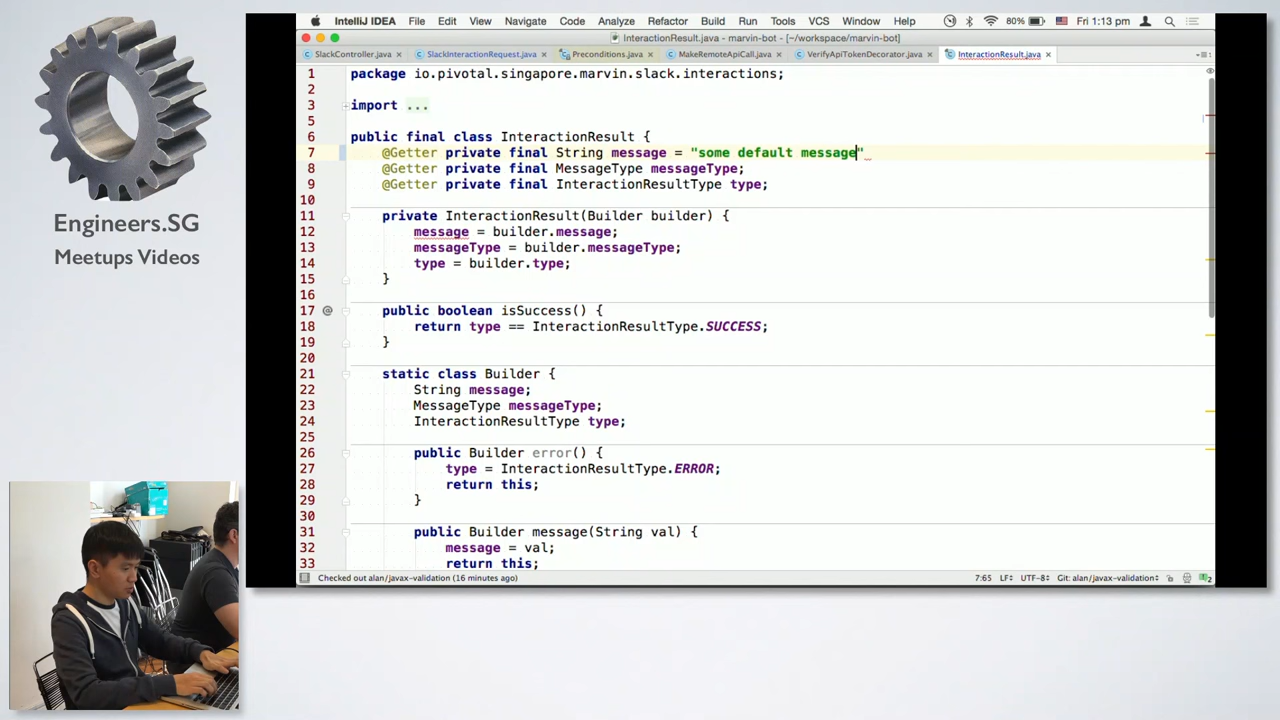 IntelliJ IDEA File Edit View Navigate Code Analyze Refactor Build Run Tools VCS Window Help 80% Fri 1:13 pm
InteractionResult.java - marvin-bot - [~/workspace/marvin-bot]
SlackController.java SlackInteractionRequest.java Preconditions.java MakeRemoteApiCall.java VerifyApiTokenDecorator.java InteractionResult.java
1 package io.pivotal.singapore.marvin.slack.interactions;
2
3 import ...
5
6 public final class InteractionResult {
7 @Getter private final String message = "some default message"
8 @Getter private final MessageType messageType;
9 @Getter private final InteractionResultType type;
10
11 private InteractionResult(Builder builder) {
12 message = builder.message;
13 messageType = builder.messageType;
14 type = builder.type;
15 }
16
17 public boolean isSuccess() {
18 return type == InteractionResultType.SUCCESS;
19 }
20
21 static class Builder {
22 String message;
23 MessageType messageType;
24 InteractionResultType type;
25
26 public Builder error() {
27 type = InteractionResultType.ERROR;
28 return this;
29 }
30
31 public Builder message(String val) {
32 message = val;
33 return this;
Checked out alan/javax-validation (16 minutes ago) 7:65 LF UTF-8 Git: alan/javax-validation 2
Engineers.SG
Meetups Videos